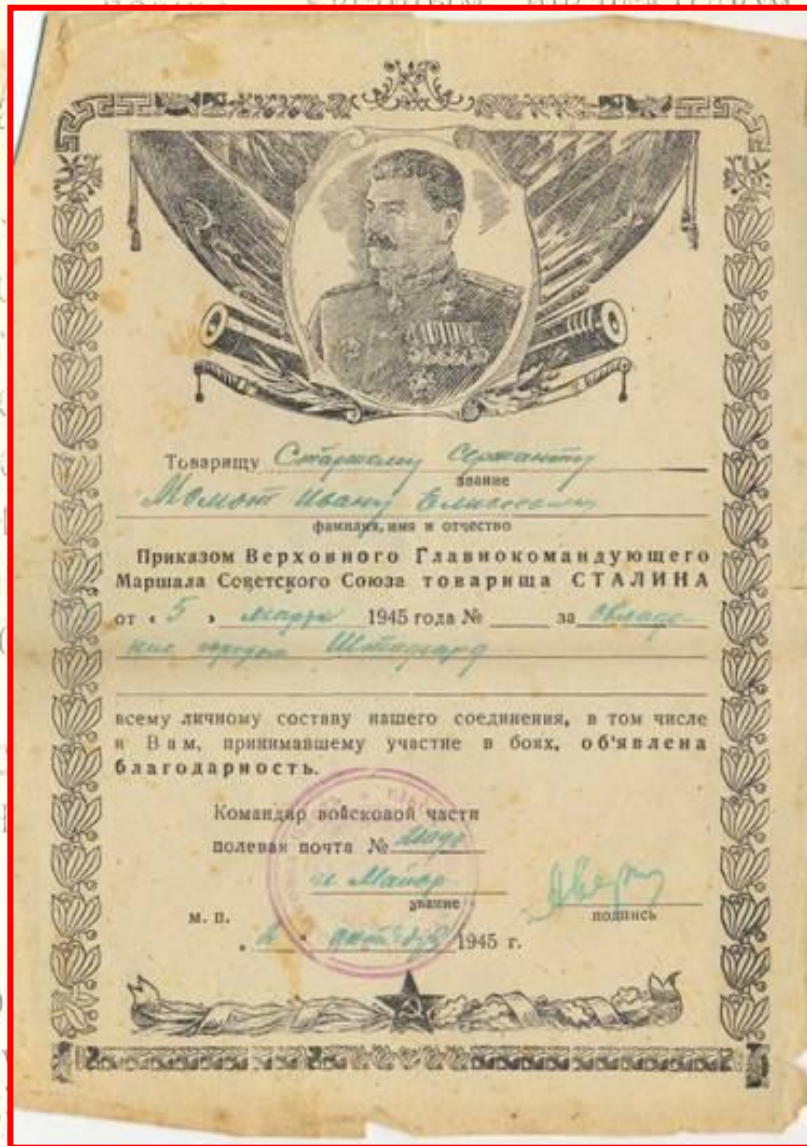 Товарищу Старшему Сержанту
звание
Момот Ивану
фамилия, имя и отчество
Приказом Верховного Главнокомандующего
Маршала Советского Союза товарища СТАЛИНА
от « 5 » марта 1945 года № за овладе-
ние городом Штаргард
всему личному составу нашего соединения, в том числе
и Вам, принимавшему участие в боях, об'явлена
благодарность.
Командир войсковой части
полевая почта №
Майор
звание
подпись
м. п.
1945 г.